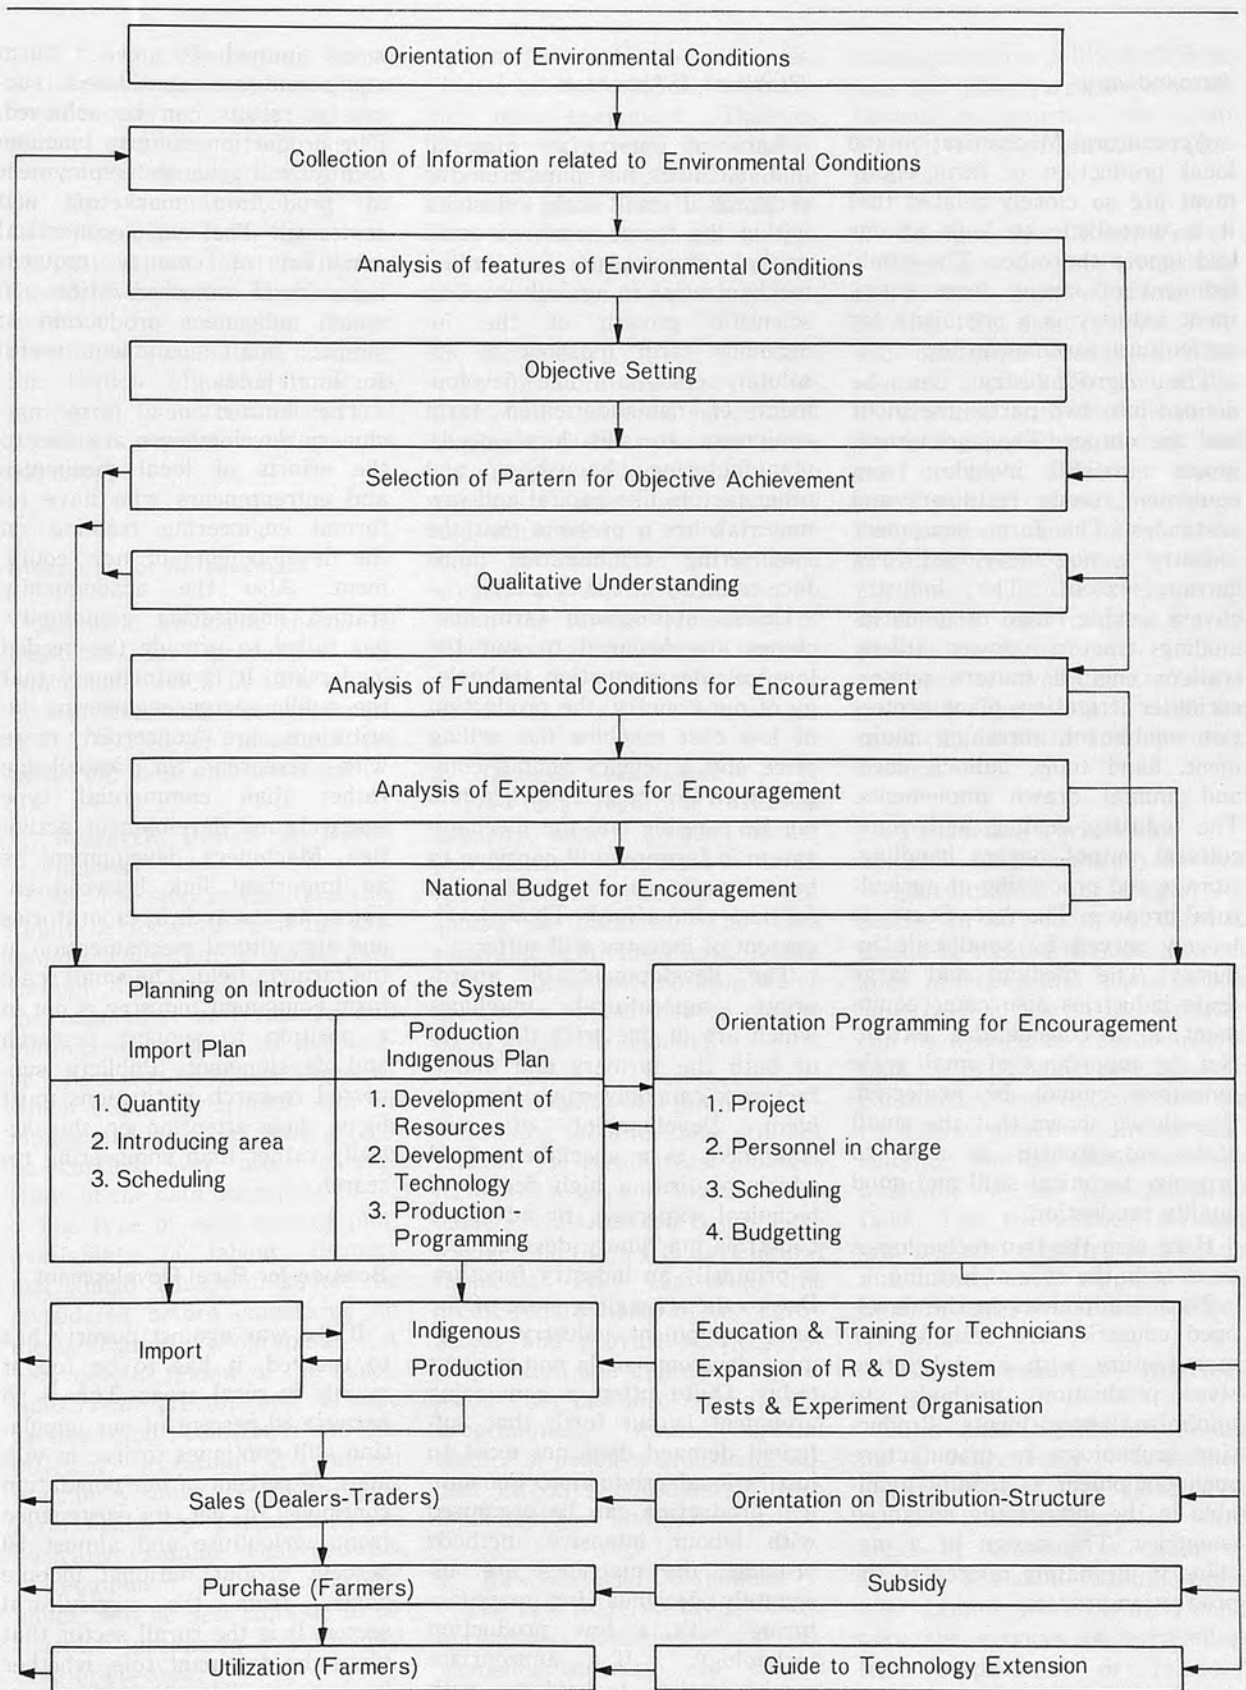 Orientation of Environmental Conditions
Collection of Information related to Environmental Conditions
Analysis of features of Environmental Conditions
Objective Setting
Selection of Partern for Objective Achievement
Qualitative Understanding
Analysis of Fundamental Conditions for Encouragement
Analysis of Expenditures for Encouragement
National Budget for Encouragement
Planning on Introduction of the System
Import Plan
Production
Indigenous Plan
1. Quantity
2. Introducing area
3. Scheduling
1. Development of
Resources
2. Development of
Technology
3. Production -
Programming
Orientation Programming for Encouragement
1. Project
2. Personnel in charge
3. Scheduling
4. Budgetting
Import
Indigenous
Production
Education & Training for Technicians
Expansion of R & D System
Tests & Experiment Organisation
Sales (Dealers-Traders)
Orientation on Distribution-Structure
Purchase (Farmers)
Subsidy
Utilization (Farmers)
Guide to Technology Extension